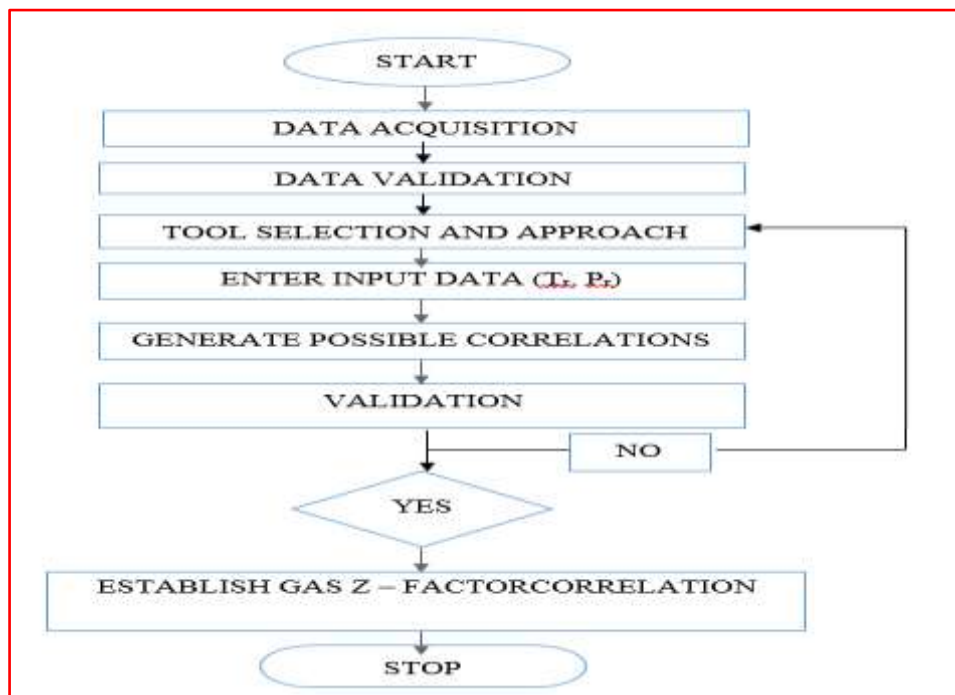 START
DATA ACQUISITION
DATA VALIDATION
TOOL SELECTION AND APPROACH
ENTER INPUT DATA (Tr, Pr)
GENERATE POSSIBLE CORRELATIONS
VALIDATION
NO
YES
ESTABLISH GAS Z – FACTORCORRELATION
STOP